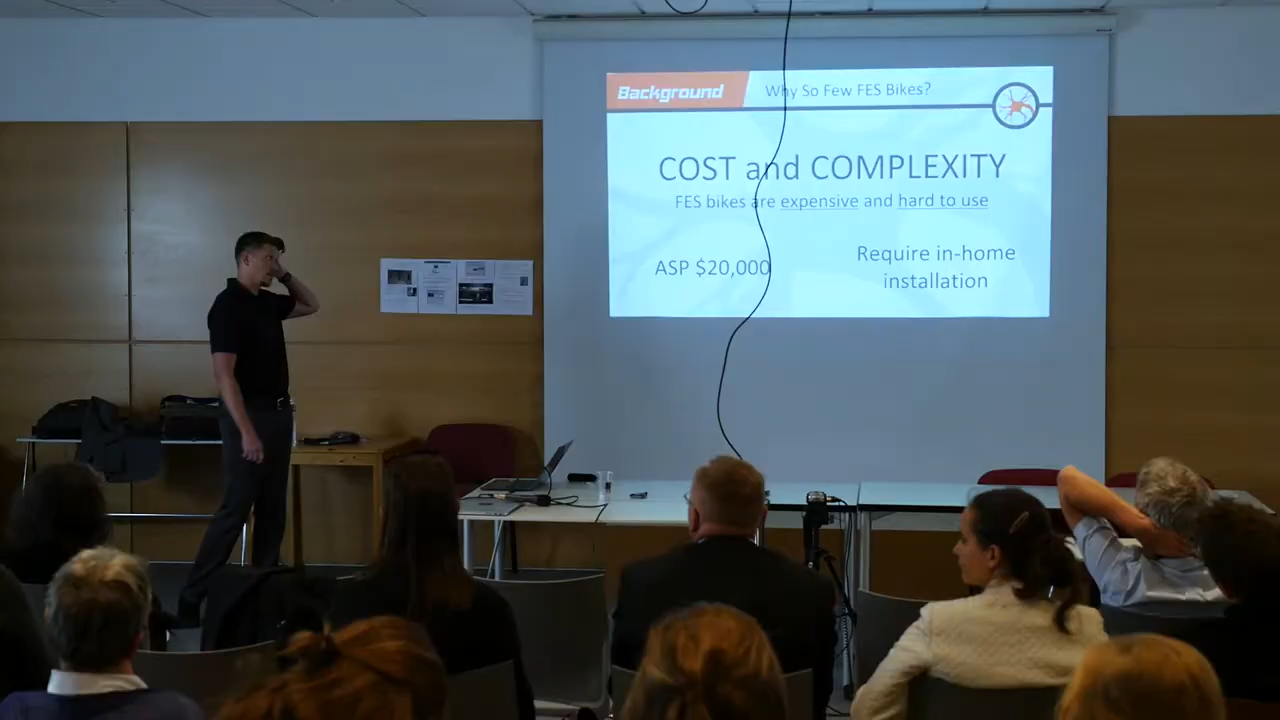 Background
Why So Few FES Bikes?
COST and COMPLEXITY
FES bikes are expensive and hard to use
ASP $20,000
Require in-home
installation